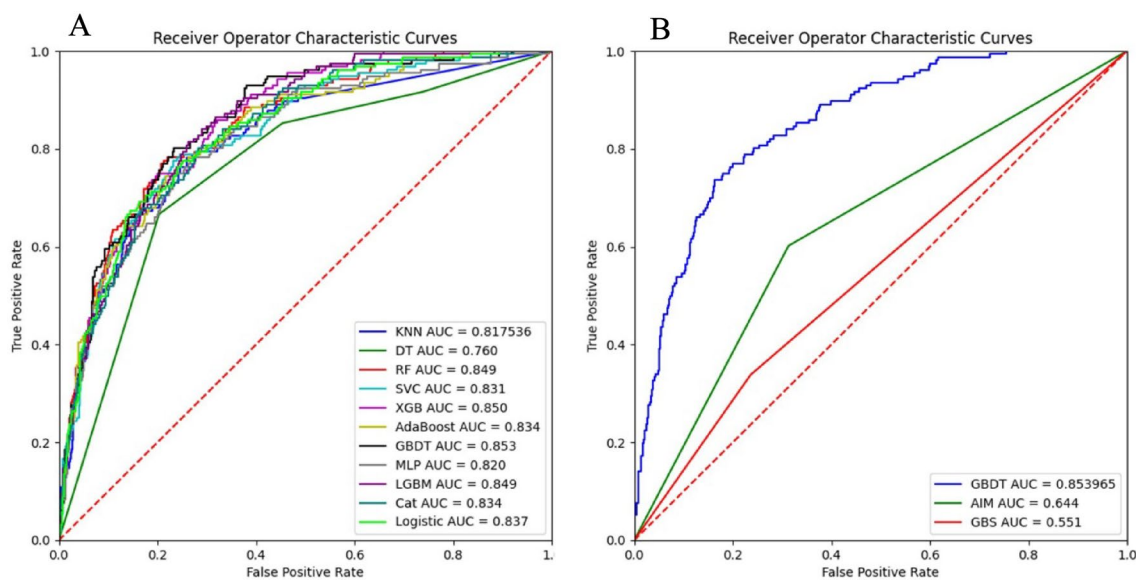 A
Receiver Operator Characteristic Curves
1.0
0.8
0.6
0.4
0.2
0.0
True Positive Rate
KNN AUC = 0.817536
DT AUC = 0.760
RF AUC = 0.849
SVC AUC = 0.831
XGB AUC = 0.850
AdaBoost AUC = 0.834
GBDT AUC = 0.853
MLP AUC = 0.820
LGBM AUC = 0.849
Cat AUC = 0.834
Logistic AUC = 0.837
0.0 0.2 0.4 0.6 0.8 1.
False Positive Rate
B
Receiver Operator Characteristic Curves
1.0
0.8
0.6
0.4
0.2
0.0
True Positive Rate
GBDT AUC = 0.853965
AIM AUC = 0.644
GBS AUC = 0.551
0.0 0.2 0.4 0.6 0.8 1.0
False Positive Rate